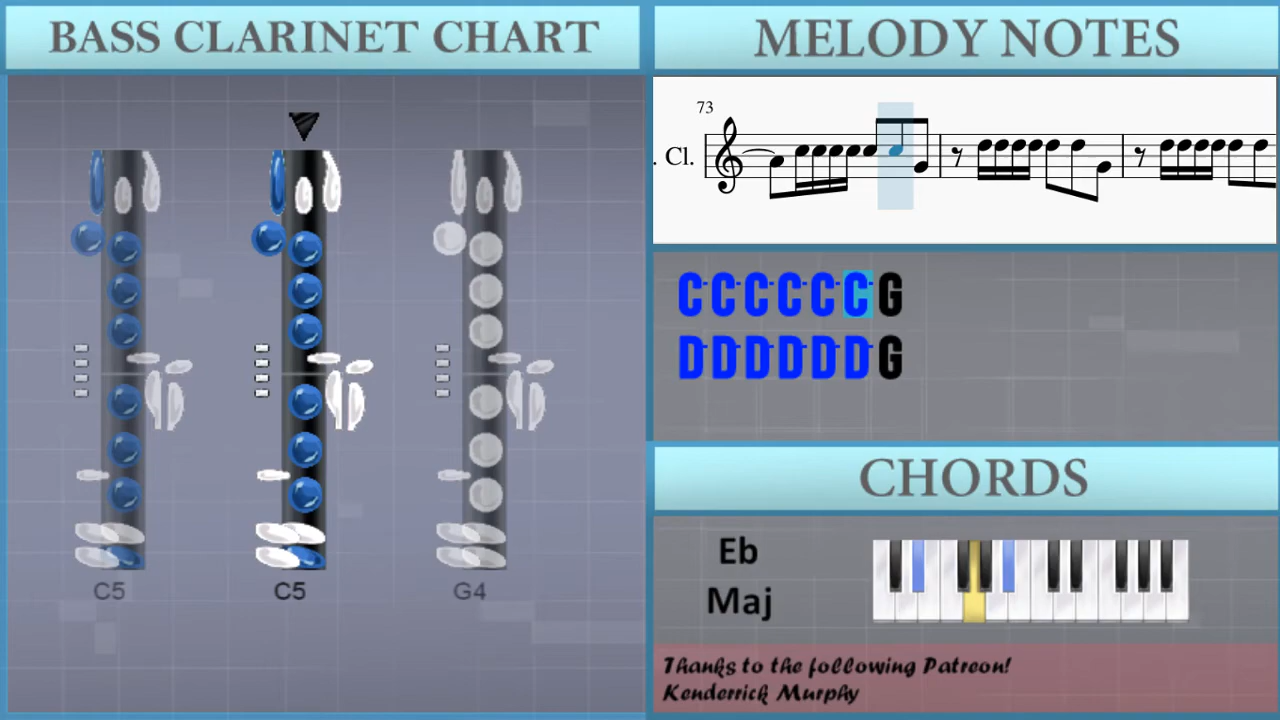 BASS CLARINET CHART
C5
C5
G4
MELODY NOTES
73
. Cl.
CCCCCCG
DDDDDDG
CHORDS
Eb
Maj
Thanks to the following Patreon!
Kenderrick Murphy